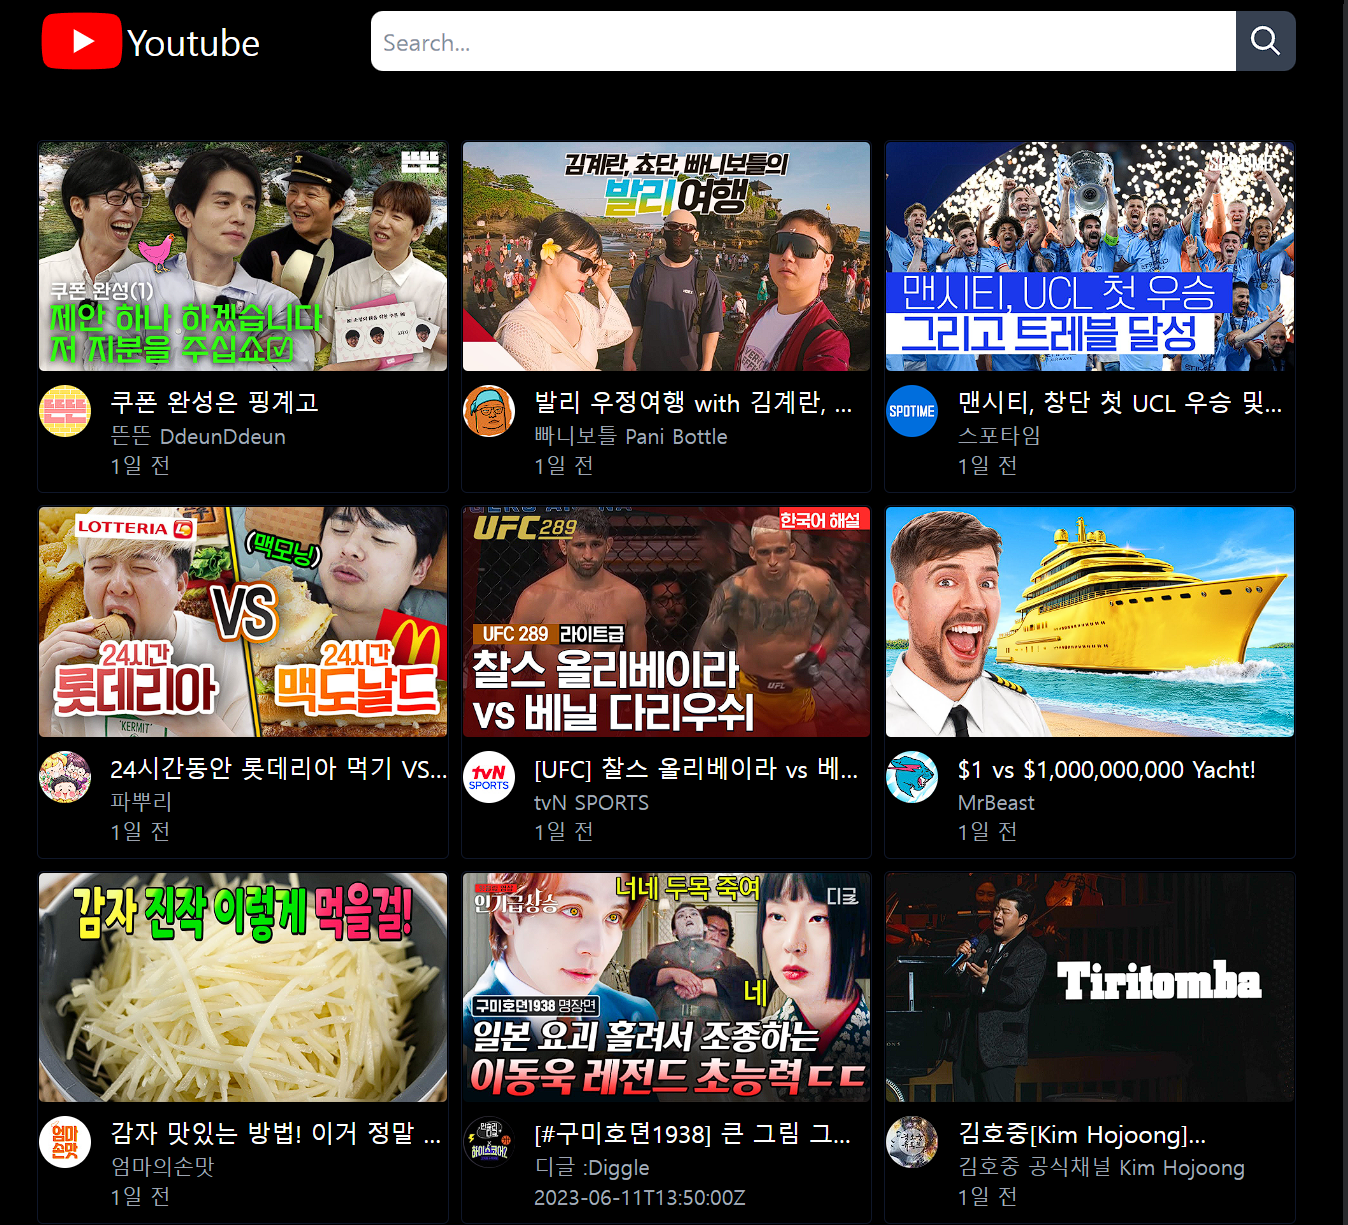 Youtube
Search...
뜬뜬
쿠폰 완성(1)
제안 하나 하겠습니다
저 지분을 주십쇼
쿠폰 완성은 핑계고
뜬뜬
뜬뜬 DdeunDdeun
1일 전
김계란, 쵸단, 빠니보틀의
발리여행
발리 우정여행 with 김계란, ...
빠니보틀 Pani Bottle
1일 전
맨시티, UCL 첫 우승
그리고 트레블 달성
SPOTIME
맨시티, 창단 첫 UCL 우승 및...
스포타임
1일 전
LOTTERIA
(맥모닝)
VS
24시간
롯데리아
24시간
맥도날드
'KERMIT'
24시간동안 롯데리아 먹기 VS...
파뿌리
1일 전
UFC 289
한국어 해설
UFC 289 라이트급
찰스 올리베이라
vs 베닐 다리우쉬
UFC
tvN
SPORTS
[UFC] 찰스 올리베이라 vs 베...
tvN SPORTS
1일 전
$1 vs $1,000,000,000 Yacht!
MrBeast
1일 전
감자 진작 이렇게 먹을걸!
엄마
손맛
감자 맛있는 방법! 이거 정말 ...
엄마의손맛
1일 전
인기급상승
너네 두목 죽여
디글
네
구미호뎐1938 명장면
일본 요괴 홀려서 조종하는
이동욱 레전드 초능력ㄷㄷ
[#구미호뎐1938] 큰 그림 그...
디글 :Diggle
2023-06-11T13:50:00Z
Tiritomba
김호중[Kim Hojoong]...
김호중 공식채널 Kim Hojoong
1일 전